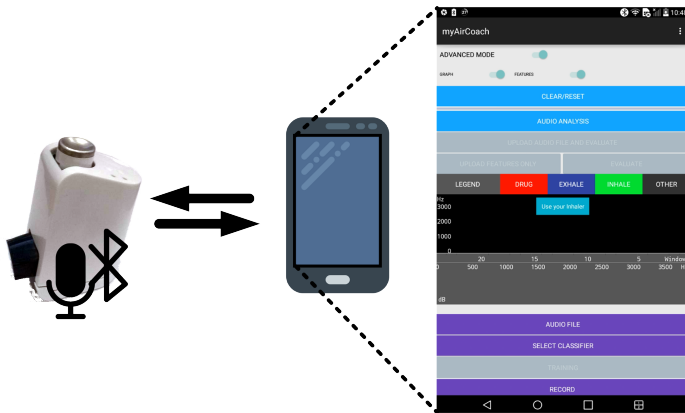 10:48
myAirCoach
ADVANCED MODE
GRAPH FEATURES
CLEAR/RESET
AUDIO ANALYSIS
UPLOAD AUDIO FILE AND EVALUATE
UPLOAD FEATURES ONLY EVALUATE
LEGEND DRUG EXHALE INHALE OTHER
Hz
3000
2000
1000
0
Use your Inhaler
20 15 10 5 Window
0 500 1000 1500 2000 2500 3000 3500 H
dB
AUDIO FILE
SELECT CLASSIFIER
TRAINING
RECORD